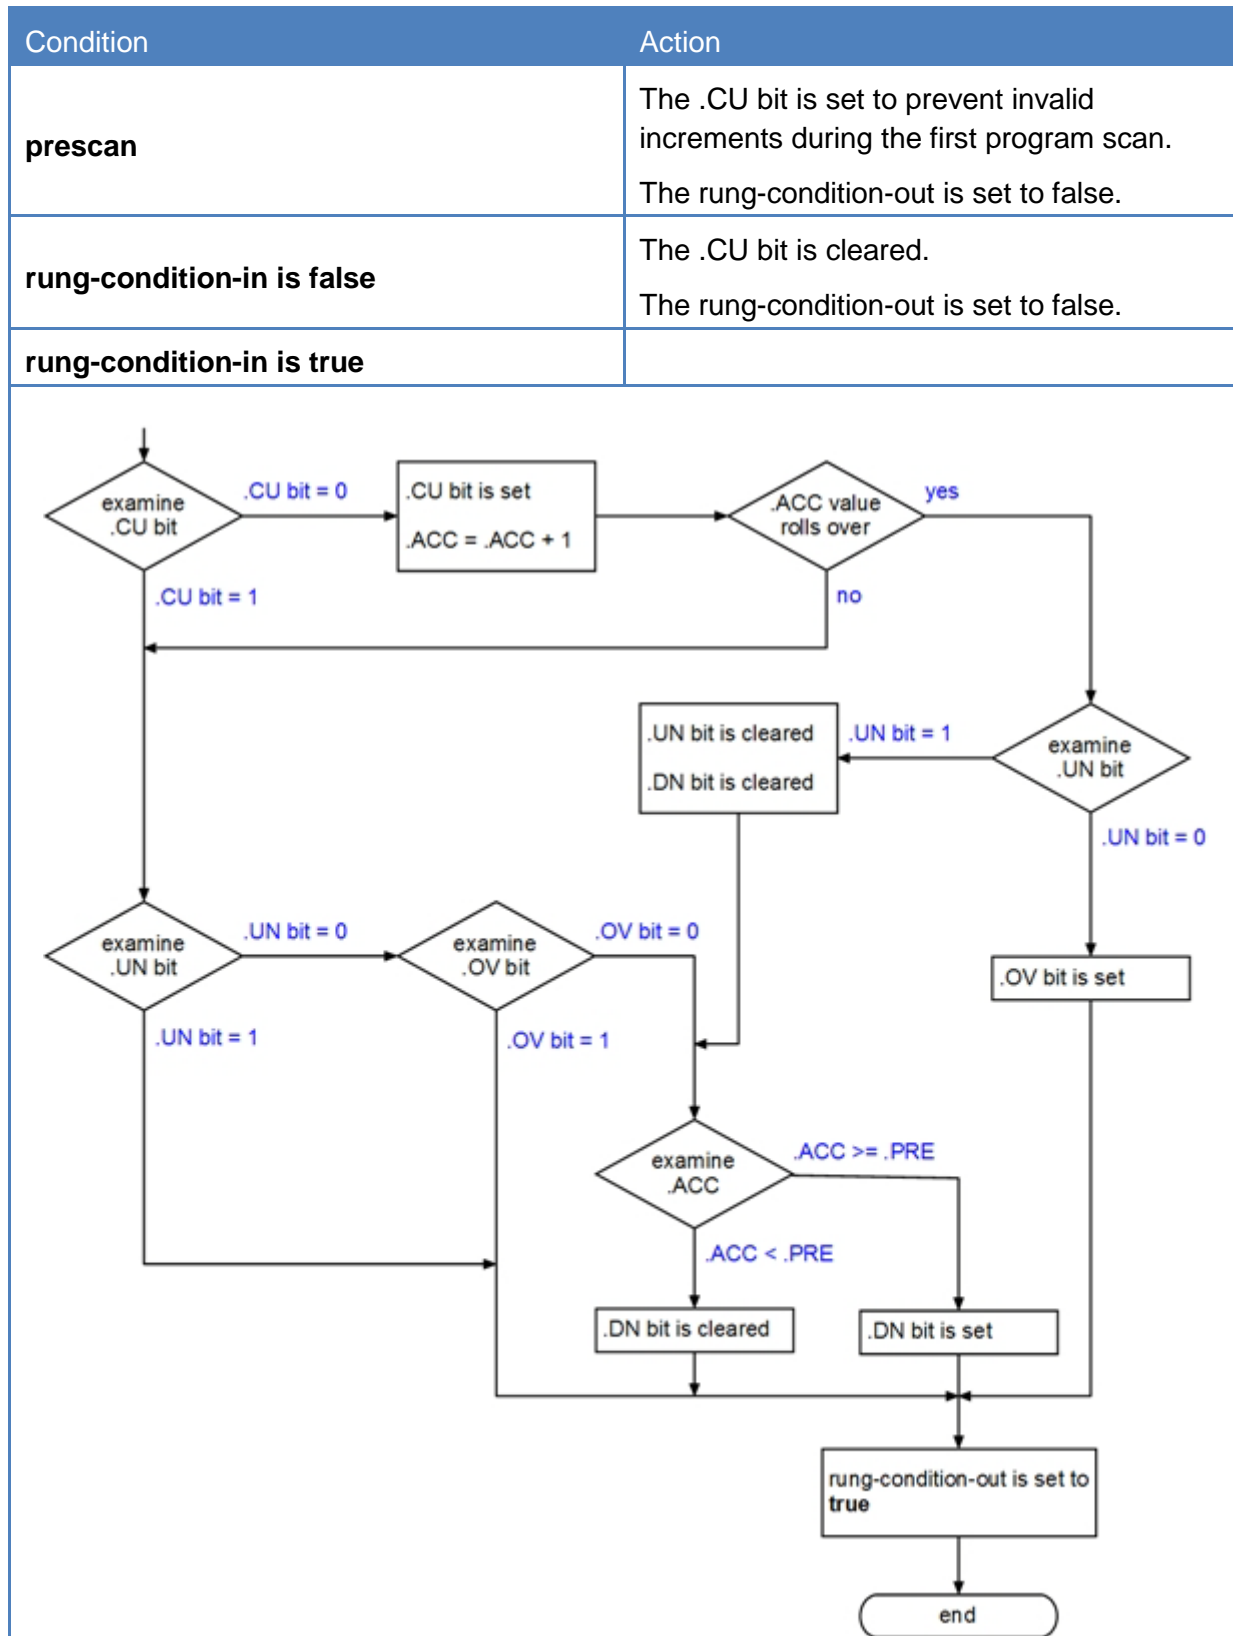 Condition
Action
prescan
The .CU bit is set to prevent invalid
increments during the first program scan.
The rung-condition-out is set to false.
rung-condition-in is false
The .CU bit is cleared.
The rung-condition-out is set to false.
rung-condition-in is true
examine
.CU bit
.CU bit = 0
.CU bit is set
.ACC = .ACC + 1
.ACC value
rolls over
yes
.CU bit = 1
no
.UN bit is cleared
.DN bit is cleared
.UN bit = 1
examine
.UN bit
.UN bit = 0
examine
.UN bit
.UN bit = 0
examine
.OV bit
.OV bit = 0
.OV bit is set
.UN bit = 1
.OV bit = 1
examine
.ACC
.ACC >= .PRE
.ACC < .PRE
.DN bit is cleared
.DN bit is set
rung-condition-out is set to
true
end